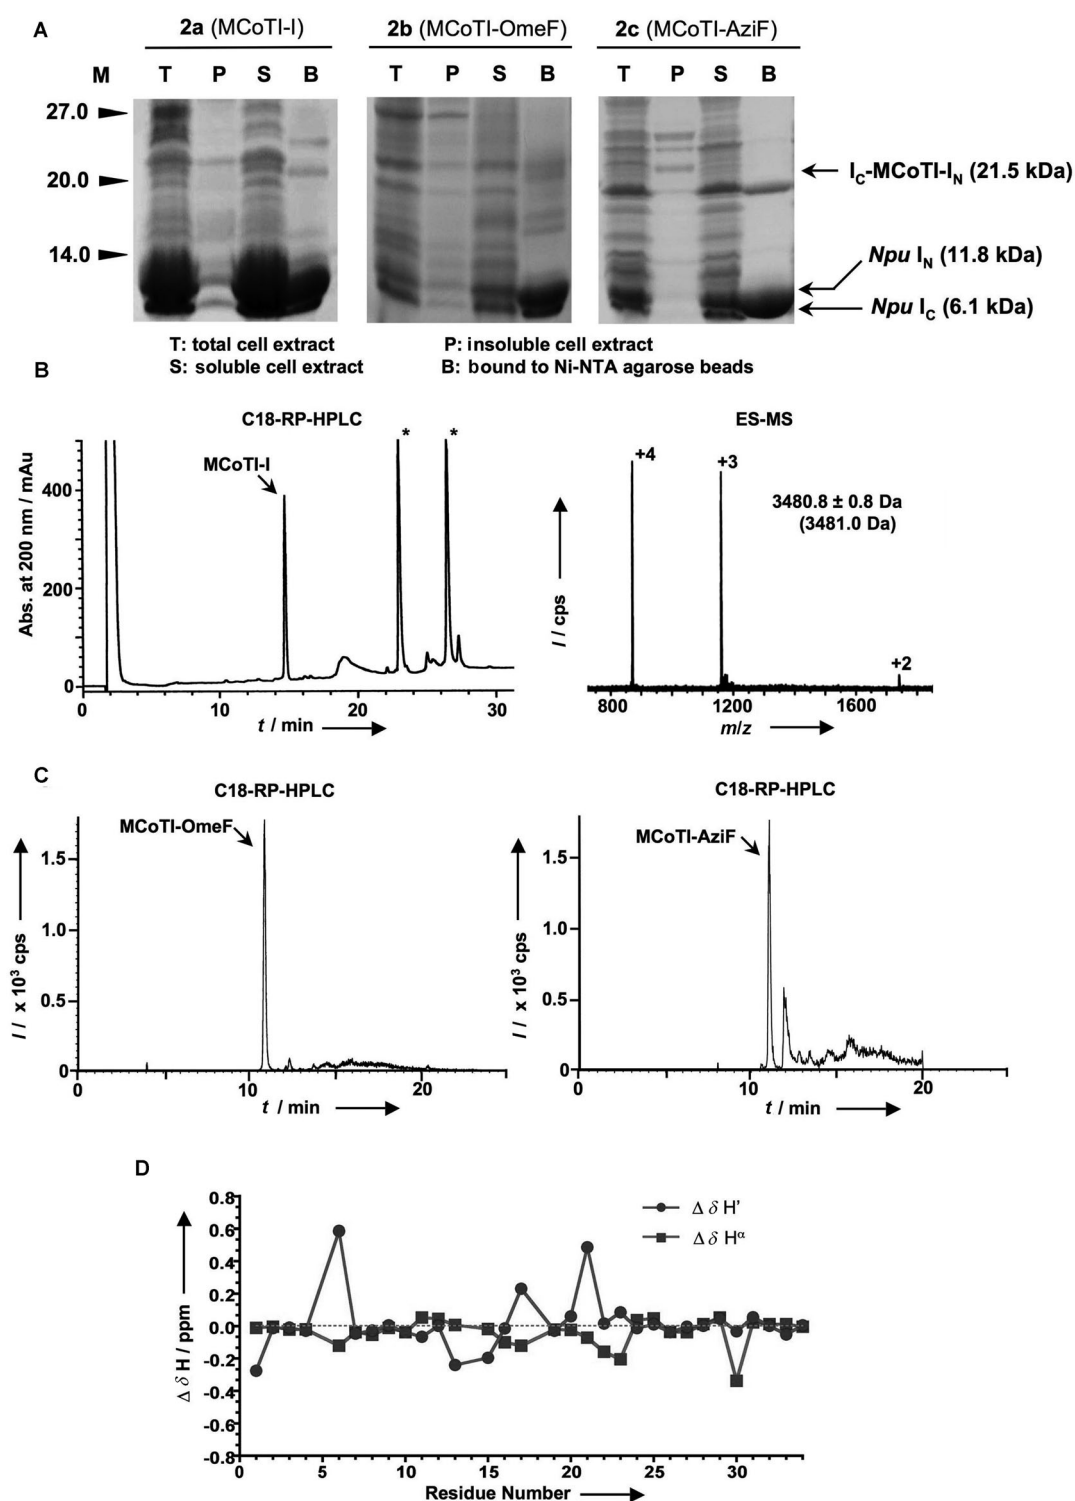 A
2a (MCoTI-I)
2b (MCoTI-OmeF)
2c (MCoTI-AziF)
M T P S B T P S B T P S B
27.0
20.0
14.0
I_C-MCoTI-I_N (21.5 kDa)
Npu I_N (11.8 kDa)
Npu I_C (6.1 kDa)
T: total cell extract P: insoluble cell extract
S: soluble cell extract B: bound to Ni-NTA agarose beads
B
C18-RP-HPLC
MCoTI-I
* *
Abs. at 200 nm / mAu
400
200
0
0 10 20 30
t / min
ES-MS
+4
+3
+2
3480.8 ± 0.8 Da
(3481.0 Da)
I / cps
800 1200 1600
m/z
C
C18-RP-HPLC
MCoTI-OmeF
I / x 10³ cps
1.5
1.0
0.5
0
0 10 20
t / min
C18-RP-HPLC
MCoTI-AziF
I / x 10³ cps
1.5
1.0
0.5
0
0 10 20
t / min
D
Δ δ H'
Δ δ Hᵅ
Δ δ H / ppm
0.8
0.6
0.4
0.2
0.0
-0.2
-0.4
-0.6
-0.8
0 5 10 15 20 25 30
Residue Number